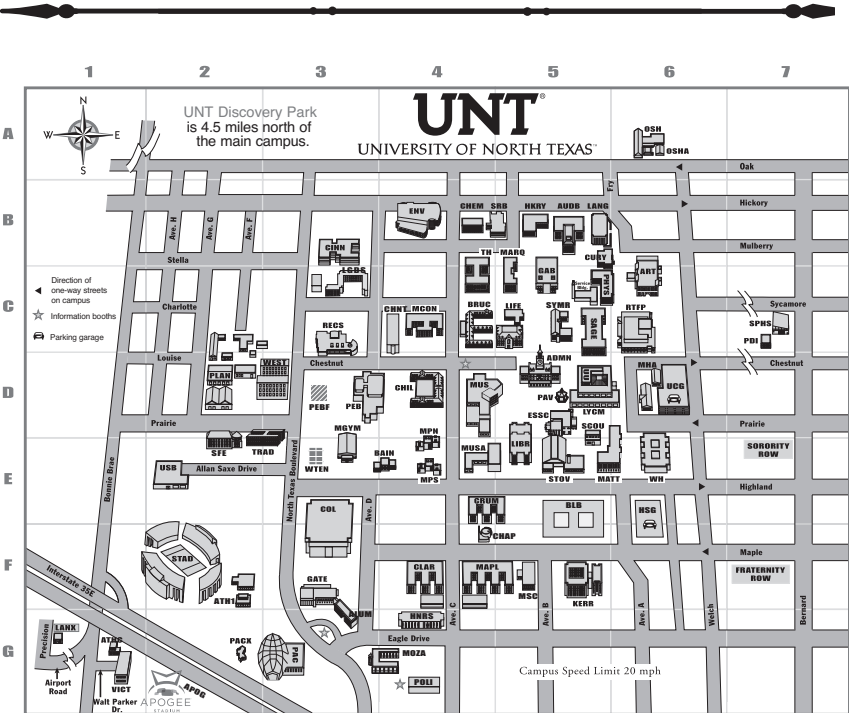 1 2 3 4 5 6 7
A
B
C
D
E
F
G
N
W E
S
UNT Discovery Park
is 4.5 miles north of
the main campus.
UNT®
UNIVERSITY OF NORTH TEXAS™
OSH
OSHA
Oak
Fry
Hickory
Ave. H
Ave. G
Ave. F
ENV
CHEM SRB HKRY AUDB LANG
Mulberry
Stella
CINN
LGDE
TH MARQ
GAB
CURY
ART
Service
Bldg.
PHYS
Direction of
one-way streets
on campus
Information booths
Parking garage
Charlotte
RECS
CHNT MCON
BRUC LIFE SYMR
SAGE
RTFP
Sycamore
SPHS
PDI
Louise
Chestnut
Chestnut
ADMN
WEST
PLAN
PEBF
PEB
CHIL
MUS
PAV
UU
LYCM
MHA
UCG
Prairie
Prairie
SFE
TRAD
MGYM
WTEN
BAIN
MPN
MPS
MUSA
LIBR
ESSC
SCOU
STOV
MATT
WH
SORORITY
ROW
USB
Allan Saxe Drive
Bonnie Brae
North Texas Boulevard
Highland
COL
Ave. D
CRUM
CHAP
BLB
HSG
Maple
STAD
Interstate 35E
ATH1
GATE
ALUM
CLAR
MAPL
MSC
KERR
FRATERNITY
ROW
HNRS
Ave. C
Ave. B
Ave. A
Welch
Bernard
Eagle Drive
Precision
LANX
ATHC
PACX
PAC
MOZA
POLI
Campus Speed Limit 20 mph
Airport
Road
VICT
Walt Parker
Dr.
APOG
APOGEE
STADIUM